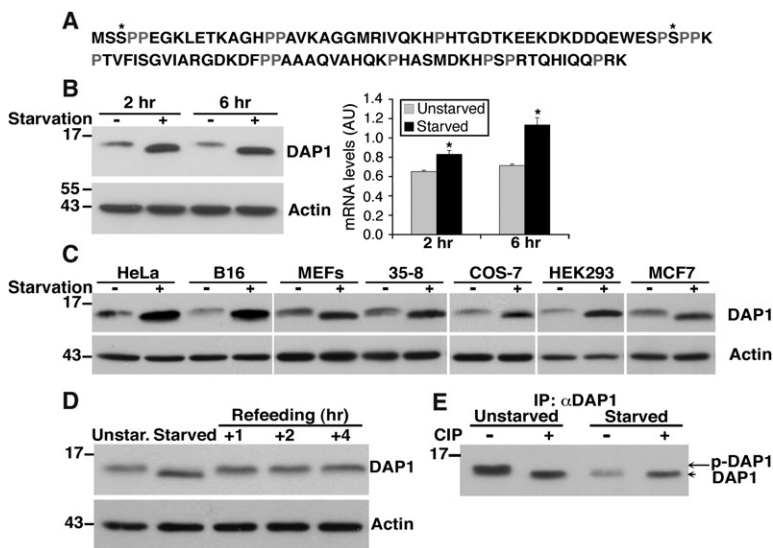 A
* *
MSSPPEGKLETKAGHPPAVKAGGMRIVQKHPHTGDTKEEKDKDDQEWESPSPPK
PTVFISGVIARGDKDFPPAAAQVAHQKPHASMDKHPSPRTQHIQQPRK
B
2 hr 6 hr
Starvation - + - +
17
DAP1
55
43
Actin
mRNA levels (AU)
1.4
1.2
1.0
0.8
0.6
0.4
0.2
0.0
Unstarved
Starved
* *
2 hr 6 hr
C
HeLa B16 MEFs 35-8 COS-7 HEK293 MCF7
Starvation - + - + - + - + - + - + - +
17
DAP1
43
Actin
D
Refeeding (hr)
Unstar. Starved +1 +2 +4
17
DAP1
43
Actin
E
IP: αDAP1
Unstarved Starved
CIP - + - +
17
p-DAP1
DAP1